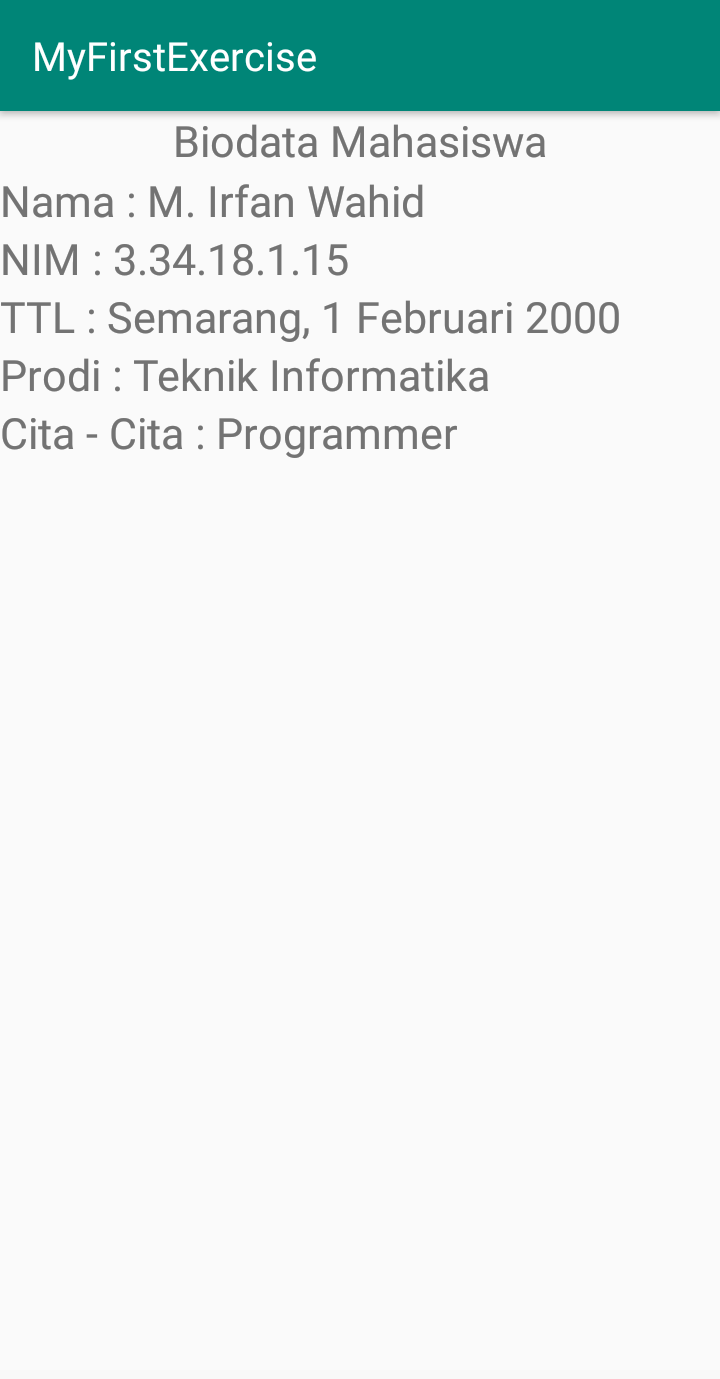 MyFirstExercise
Biodata Mahasiswa
Nama : M. Irfan Wahid
NIM : 3.34.18.1.15
TTL : Semarang, 1 Februari 2000
Prodi : Teknik Informatika
Cita - Cita : Programmer